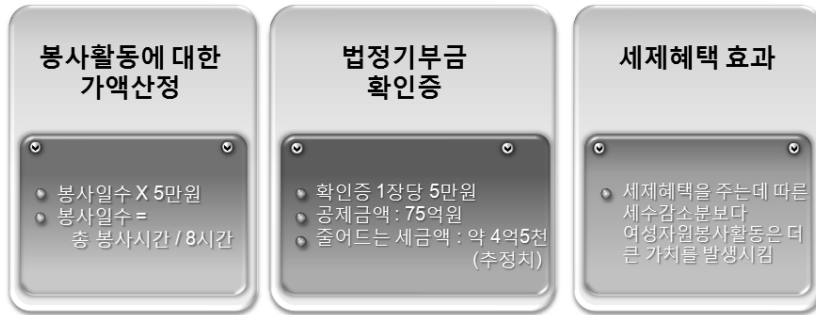 봉사활동에 대한
가액산정
봉사일수 X 5만원
봉사일수 =
총 봉사시간 / 8시간
법정기부금
확인증
확인증 1장당 5만원
공제금액 : 75억원
줄어드는 세금액 : 약 4억5천
(추정치)
세제혜택 효과
세제혜택을 주는데 따른
세수감소분보다
여성자원봉사활동은 더
큰 가치를 발생시킴